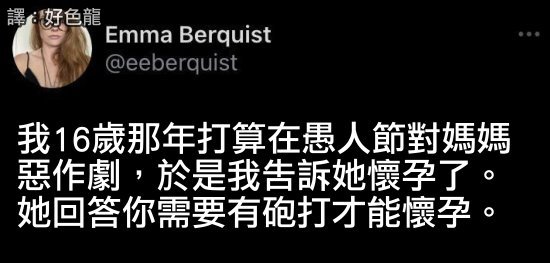 譯：好色龍
Emma Berquist
@eeberquist
我16歲那年打算在愚人節對媽媽
惡作劇，於是我告訴她懷孕了。
她回答你需要有砲打才能懷孕。